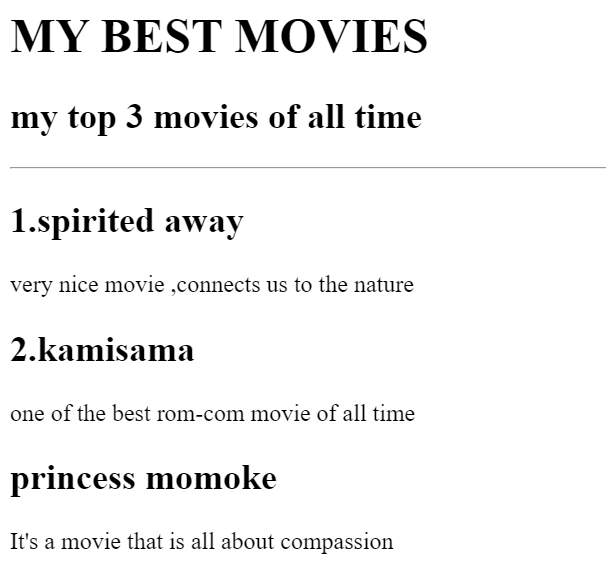 MY BEST MOVIES
my top 3 movies of all time
1.spirited away
very nice movie ,connects us to the nature
2.kamisama
one of the best rom-com movie of all time
princess momoke
It's a movie that is all about compassion